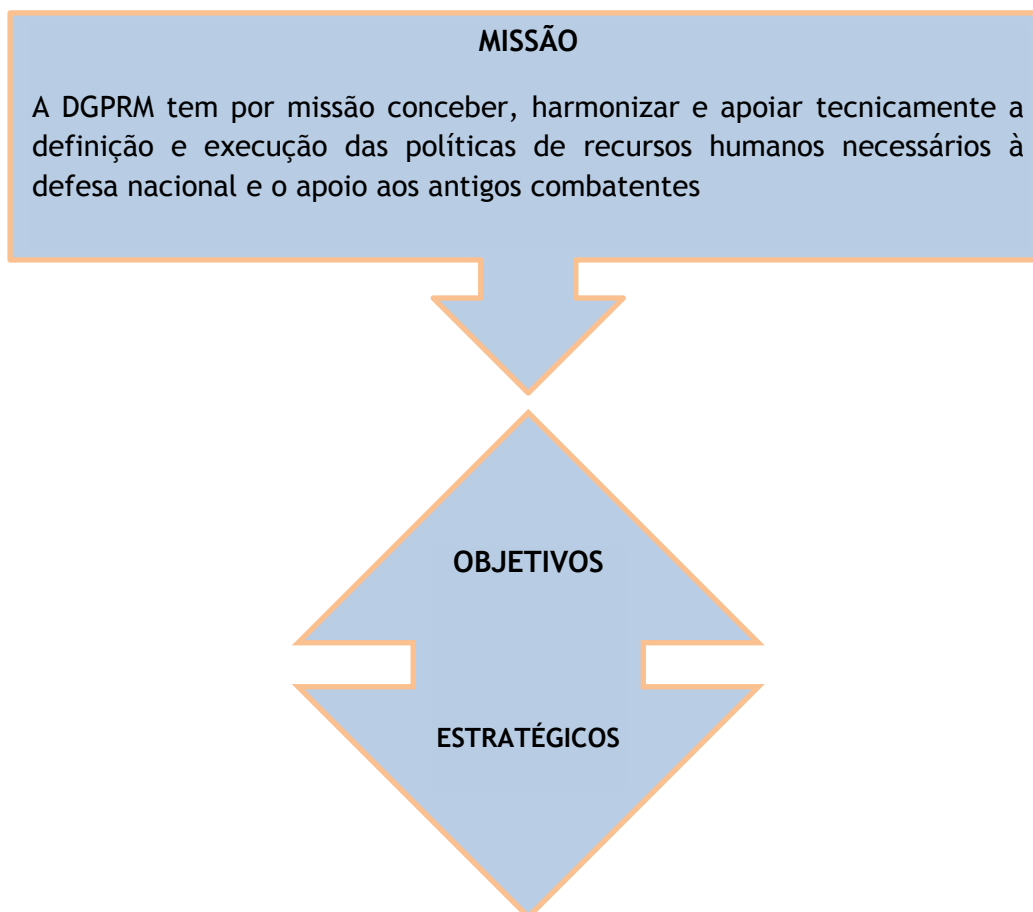 MISSÃO
A DGPRM tem por missão conceber, harmonizar e apoiar tecnicamente a
definição e execução das políticas de recursos humanos necessários à
defesa nacional e o apoio aos antigos combatentes
OBJETIVOS
ESTRATÉGICOS